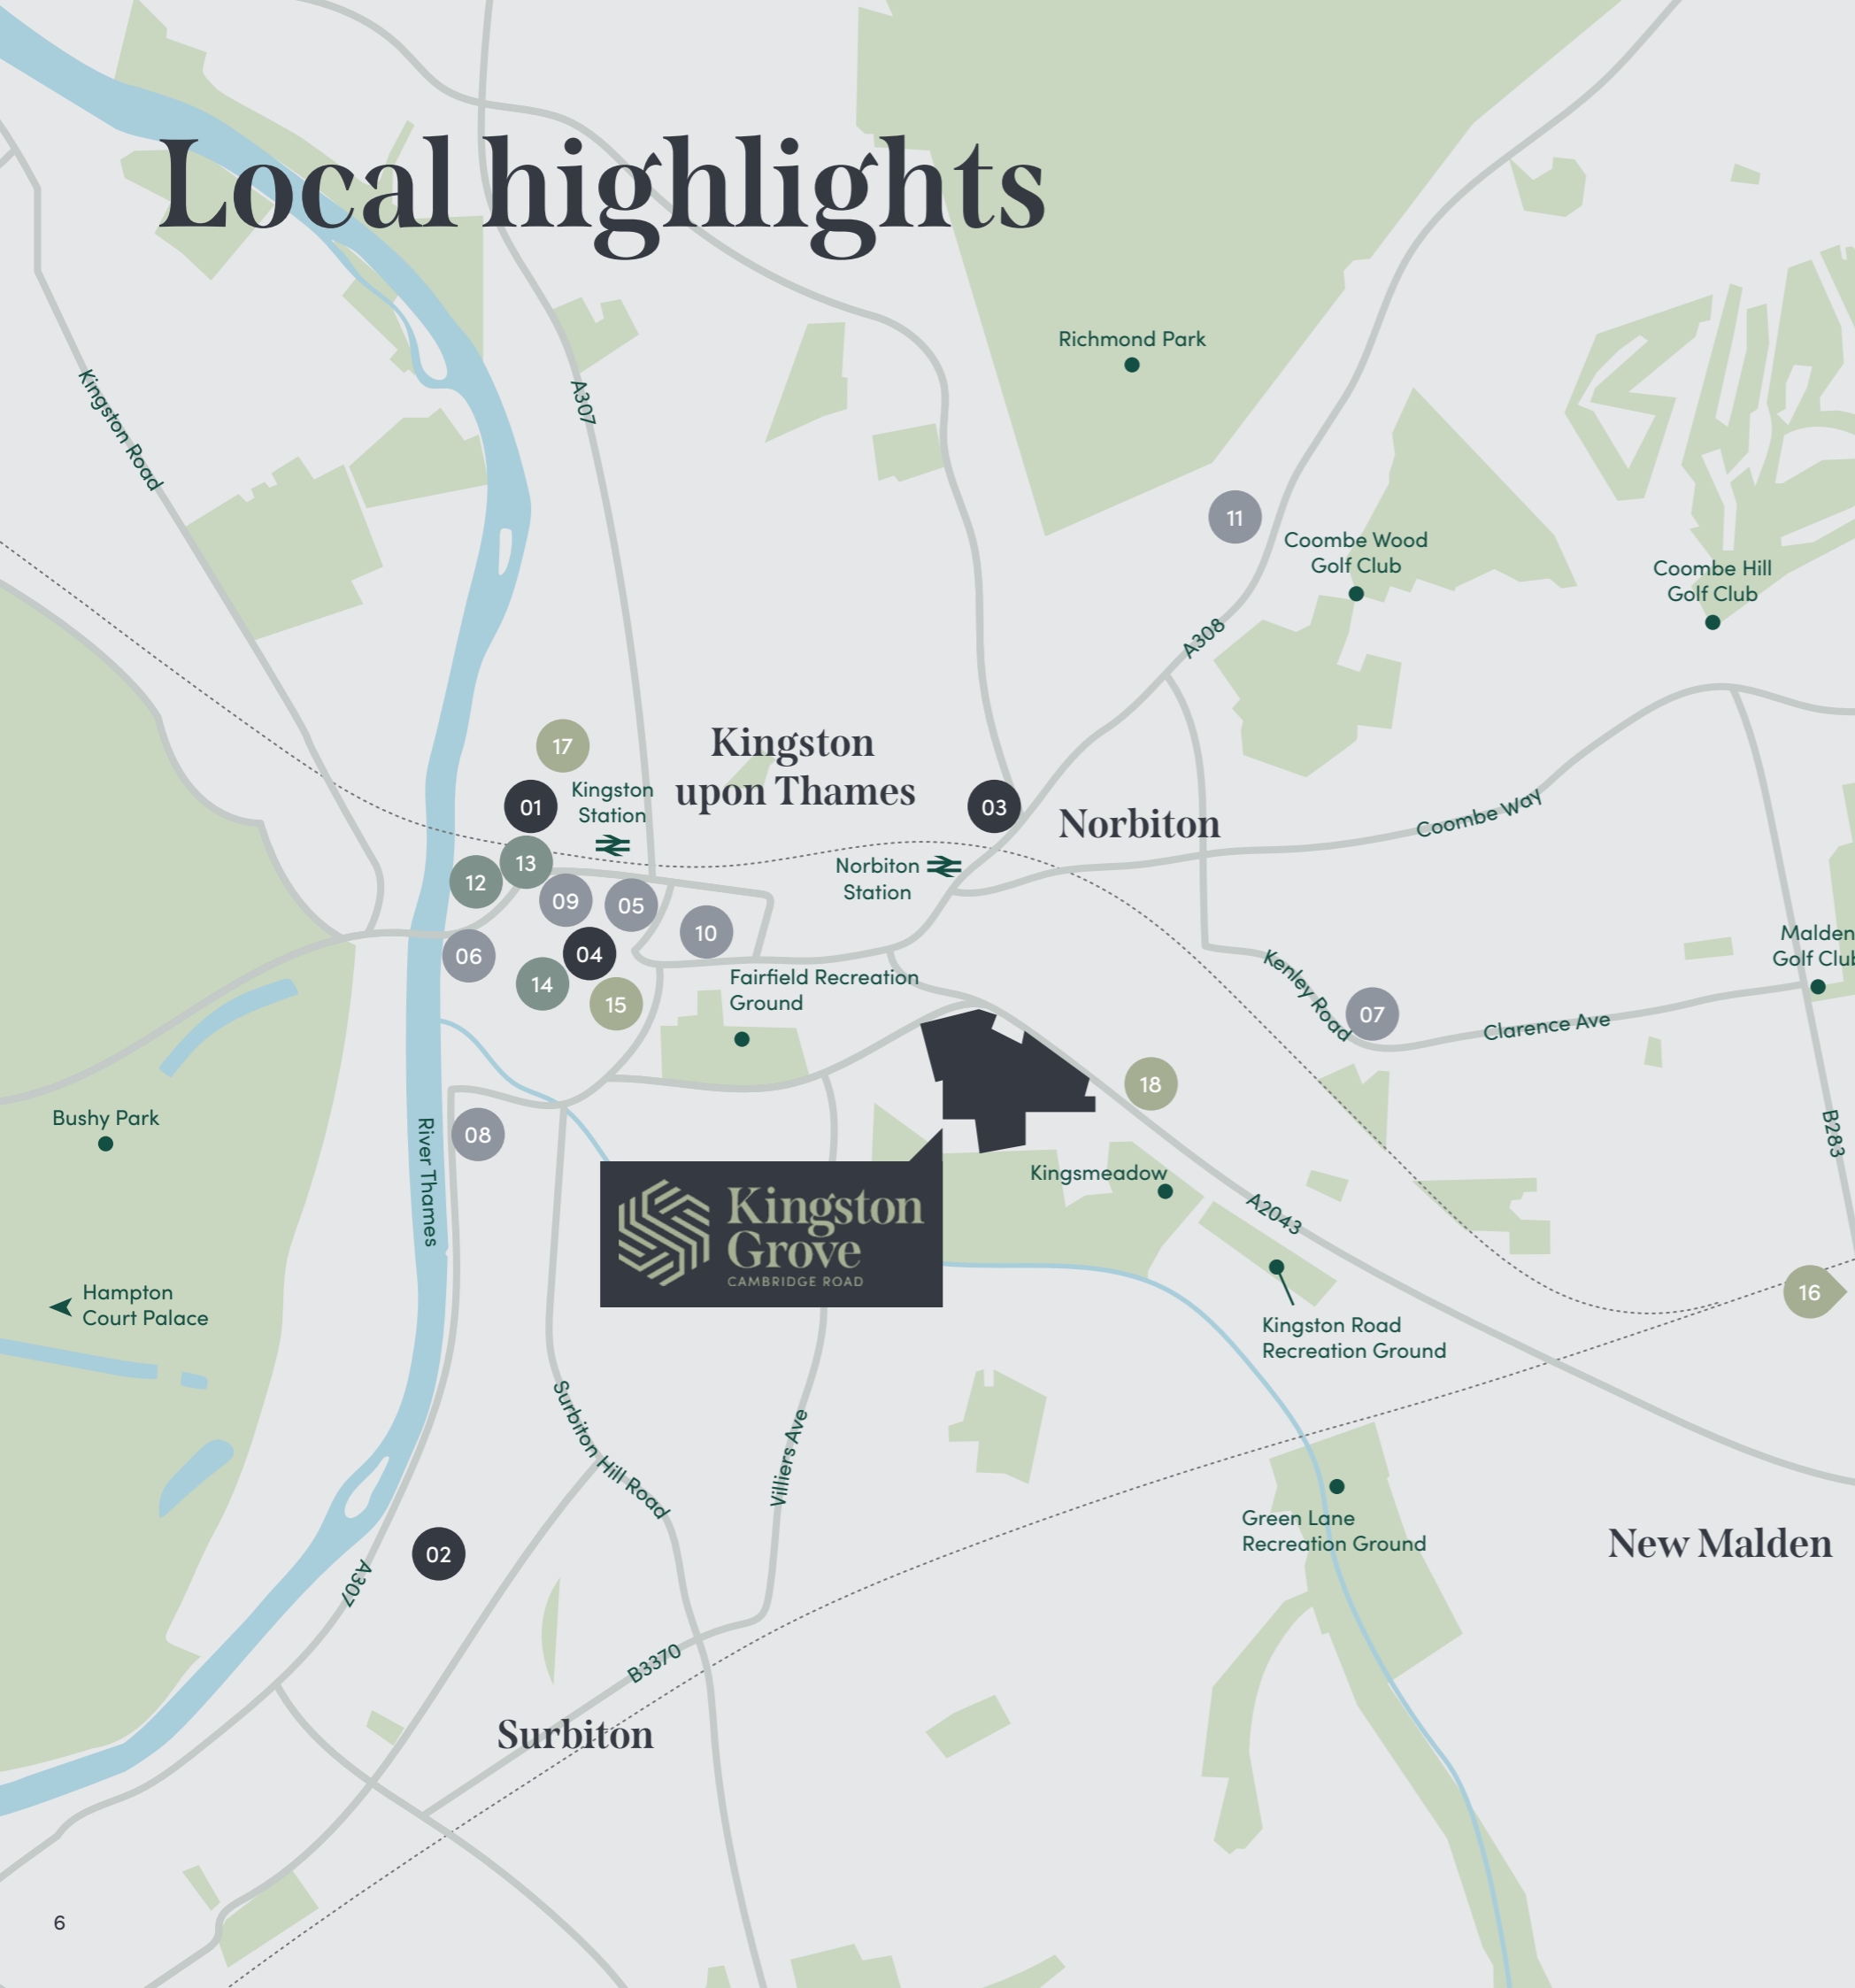 Local highlights
Richmond Park
Kingston Road
A307
11
Coombe Wood
Golf Club
Coombe Hill
Golf Club
A308
17
Kingston
upon Thames
01
Kingston
Station
03
Norbiton
Coombe Way
13
12
Norbiton
Station
09
05
10
06
04
14
15
Fairfield Recreation
Ground
Malden
Golf Club
Kenley Road
07
Clarence Ave
18
Bushy Park
08
River Thames
B283
Kingsmeadow
A2043
Kingston
Grove
CAMBRIDGE ROAD
Hampton
Court Palace
16
Kingston Road
Recreation Ground
Surbiton Hill Road
Villiers Ave
Green Lane
Recreation Ground
New Malden
02
A307
B3370
Surbiton
6